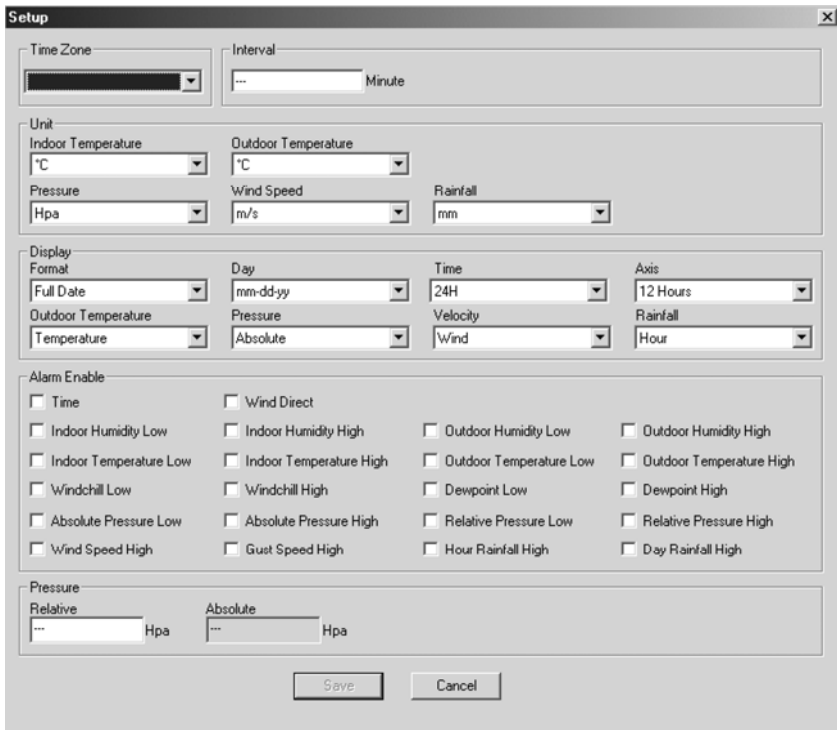 Setup
Time Zone Interval
--- Minute
Unit
Indoor Temperature Outdoor Temperature
°C °C
Pressure Wind Speed Rainfall
Hpa m/s mm
Display
Format Day Time Axis
Full Date mm-dd-yy 24H 12 Hours
Outdoor Temperature Pressure Velocity Rainfall
Temperature Absolute Wind Hour
Alarm Enable
Time Wind Direct
Indoor Humidity Low Indoor Humidity High Outdoor Humidity Low Outdoor Humidity High
Indoor Temperature Low Indoor Temperature High Outdoor Temperature Low Outdoor Temperature High
Windchill Low Windchill High Dewpoint Low Dewpoint High
Absolute Pressure Low Absolute Pressure High Relative Pressure Low Relative Pressure High
Wind Speed High Gust Speed High Hour Rainfall High Day Rainfall High
Pressure
Relative Absolute
--- Hpa --- Hpa
Save Cancel